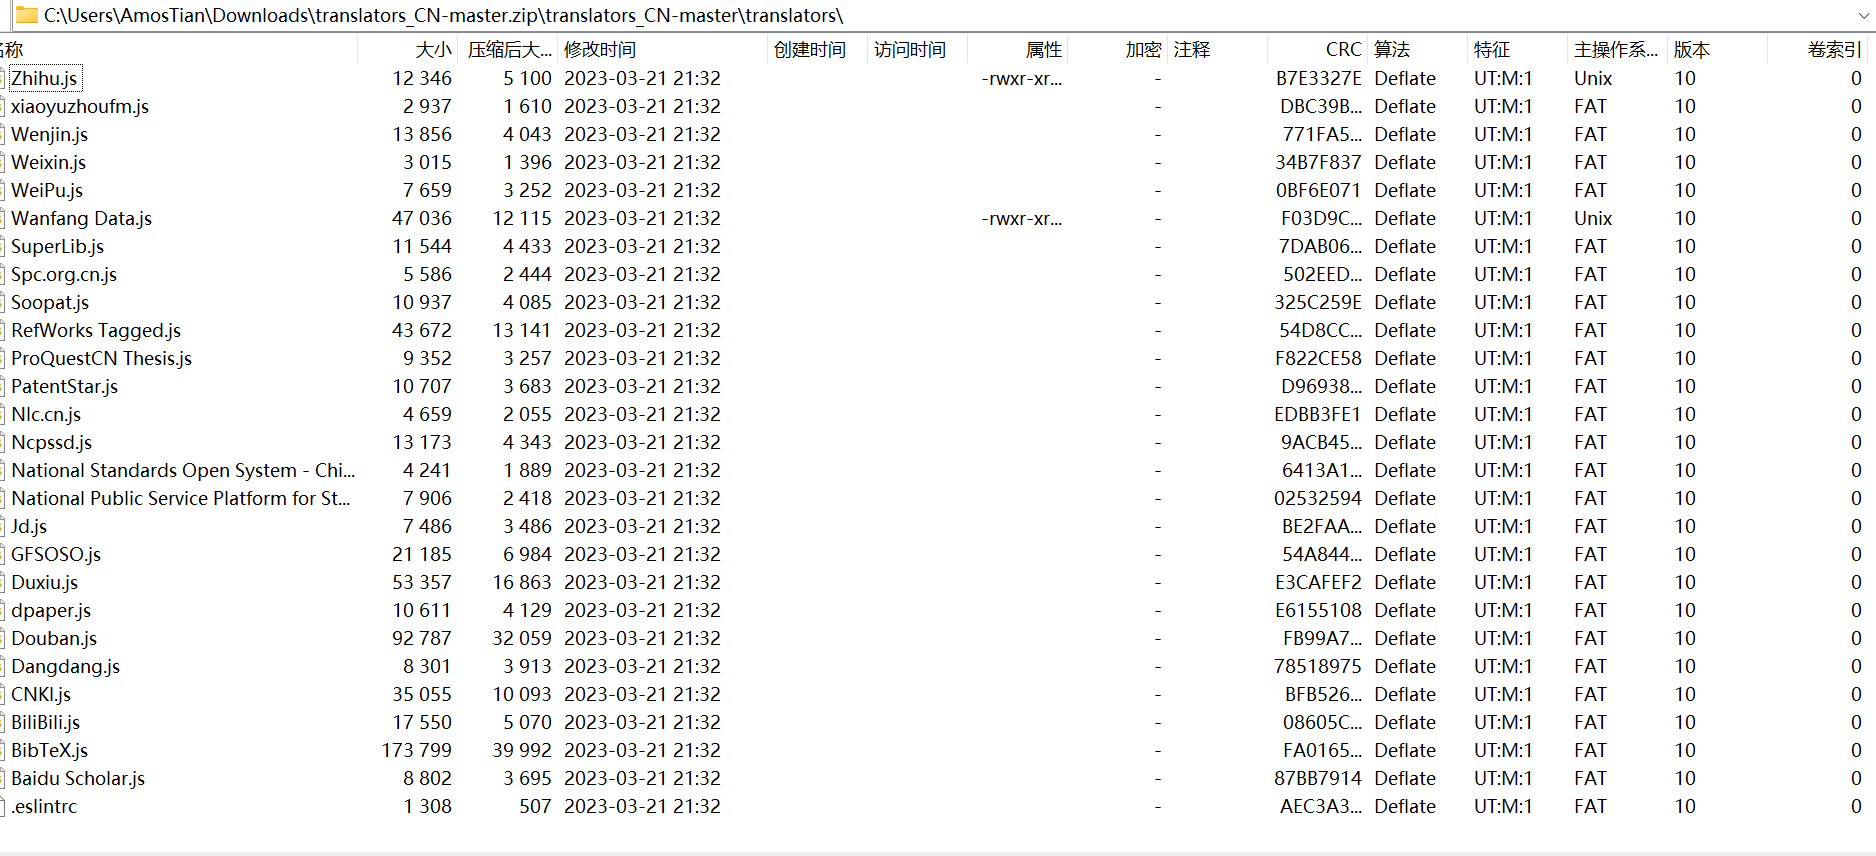 C:\Users\AmosTian\Downloads\translators_CN-master.zip\translators_CN-master\translators\
名称 大小 压缩后大... 修改时间 创建时间 访问时间 属性 加密 注释 CRC 算法 特征 主操作系... 版本 卷索引
Zhihu.js 12 346 5 100 2023-03-21 21:32 -rwxr-xr... - B7E3327E Deflate UT:M:1 Unix 10 0
xiaoyuzhoufm.js 2 937 1 610 2023-03-21 21:32 - DBC39B... Deflate UT:M:1 FAT 10 0
Wenjin.js 13 856 4 043 2023-03-21 21:32 - 771FA5... Deflate UT:M:1 FAT 10 0
Weixin.js 3 015 1 396 2023-03-21 21:32 - 34B7F837 Deflate UT:M:1 FAT 10 0
WeiPu.js 7 659 3 252 2023-03-21 21:32 - 0BF6E071 Deflate UT:M:1 FAT 10 0
Wanfang Data.js 47 036 12 115 2023-03-21 21:32 -rwxr-xr... - F03D9C... Deflate UT:M:1 Unix 10 0
SuperLib.js 11 544 4 433 2023-03-21 21:32 - 7DAB06... Deflate UT:M:1 FAT 10 0
Spc.org.cn.js 5 586 2 444 2023-03-21 21:32 - 502EED... Deflate UT:M:1 FAT 10 0
Soopat.js 10 937 4 085 2023-03-21 21:32 - 325C259E Deflate UT:M:1 FAT 10 0
RefWorks Tagged.js 43 672 13 141 2023-03-21 21:32 - 54D8CC... Deflate UT:M:1 FAT 10 0
ProQuestCN Thesis.js 9 352 3 257 2023-03-21 21:32 - F822CE58 Deflate UT:M:1 FAT 10 0
PatentStar.js 10 707 3 683 2023-03-21 21:32 - D96938... Deflate UT:M:1 FAT 10 0
Nlc.cn.js 4 659 2 055 2023-03-21 21:32 - EDBB3FE1 Deflate UT:M:1 FAT 10 0
Ncpssd.js 13 173 4 343 2023-03-21 21:32 - 9ACB45... Deflate UT:M:1 FAT 10 0
National Standards Open System - Chi... 4 241 1 889 2023-03-21 21:32 - 6413A1... Deflate UT:M:1 FAT 10 0
National Public Service Platform for St... 7 906 2 418 2023-03-21 21:32 - 02532594 Deflate UT:M:1 FAT 10 0
Jd.js 7 486 3 486 2023-03-21 21:32 - BE2FAA... Deflate UT:M:1 FAT 10 0
GFSOSO.js 21 185 6 984 2023-03-21 21:32 - 54A844... Deflate UT:M:1 FAT 10 0
Duxiu.js 53 357 16 863 2023-03-21 21:32 - E3CAFEF2 Deflate UT:M:1 FAT 10 0
dpaper.js 10 611 4 129 2023-03-21 21:32 - E6155108 Deflate UT:M:1 FAT 10 0
Douban.js 92 787 32 059 2023-03-21 21:32 - FB99A7... Deflate UT:M:1 FAT 10 0
Dangdang.js 8 301 3 913 2023-03-21 21:32 - 78518975 Deflate UT:M:1 FAT 10 0
CNKI.js 35 055 10 093 2023-03-21 21:32 - BFB526... Deflate UT:M:1 FAT 10 0
BiliBili.js 17 550 5 070 2023-03-21 21:32 - 08605C... Deflate UT:M:1 FAT 10 0
BibTeX.js 173 799 39 992 2023-03-21 21:32 - FA0165... Deflate UT:M:1 FAT 10 0
Baidu Scholar.js 8 802 3 695 2023-03-21 21:32 - 87BB7914 Deflate UT:M:1 FAT 10 0
.eslintrc 1 308 507 2023-03-21 21:32 - AEC3A3... Deflate UT:M:1 FAT 10 0